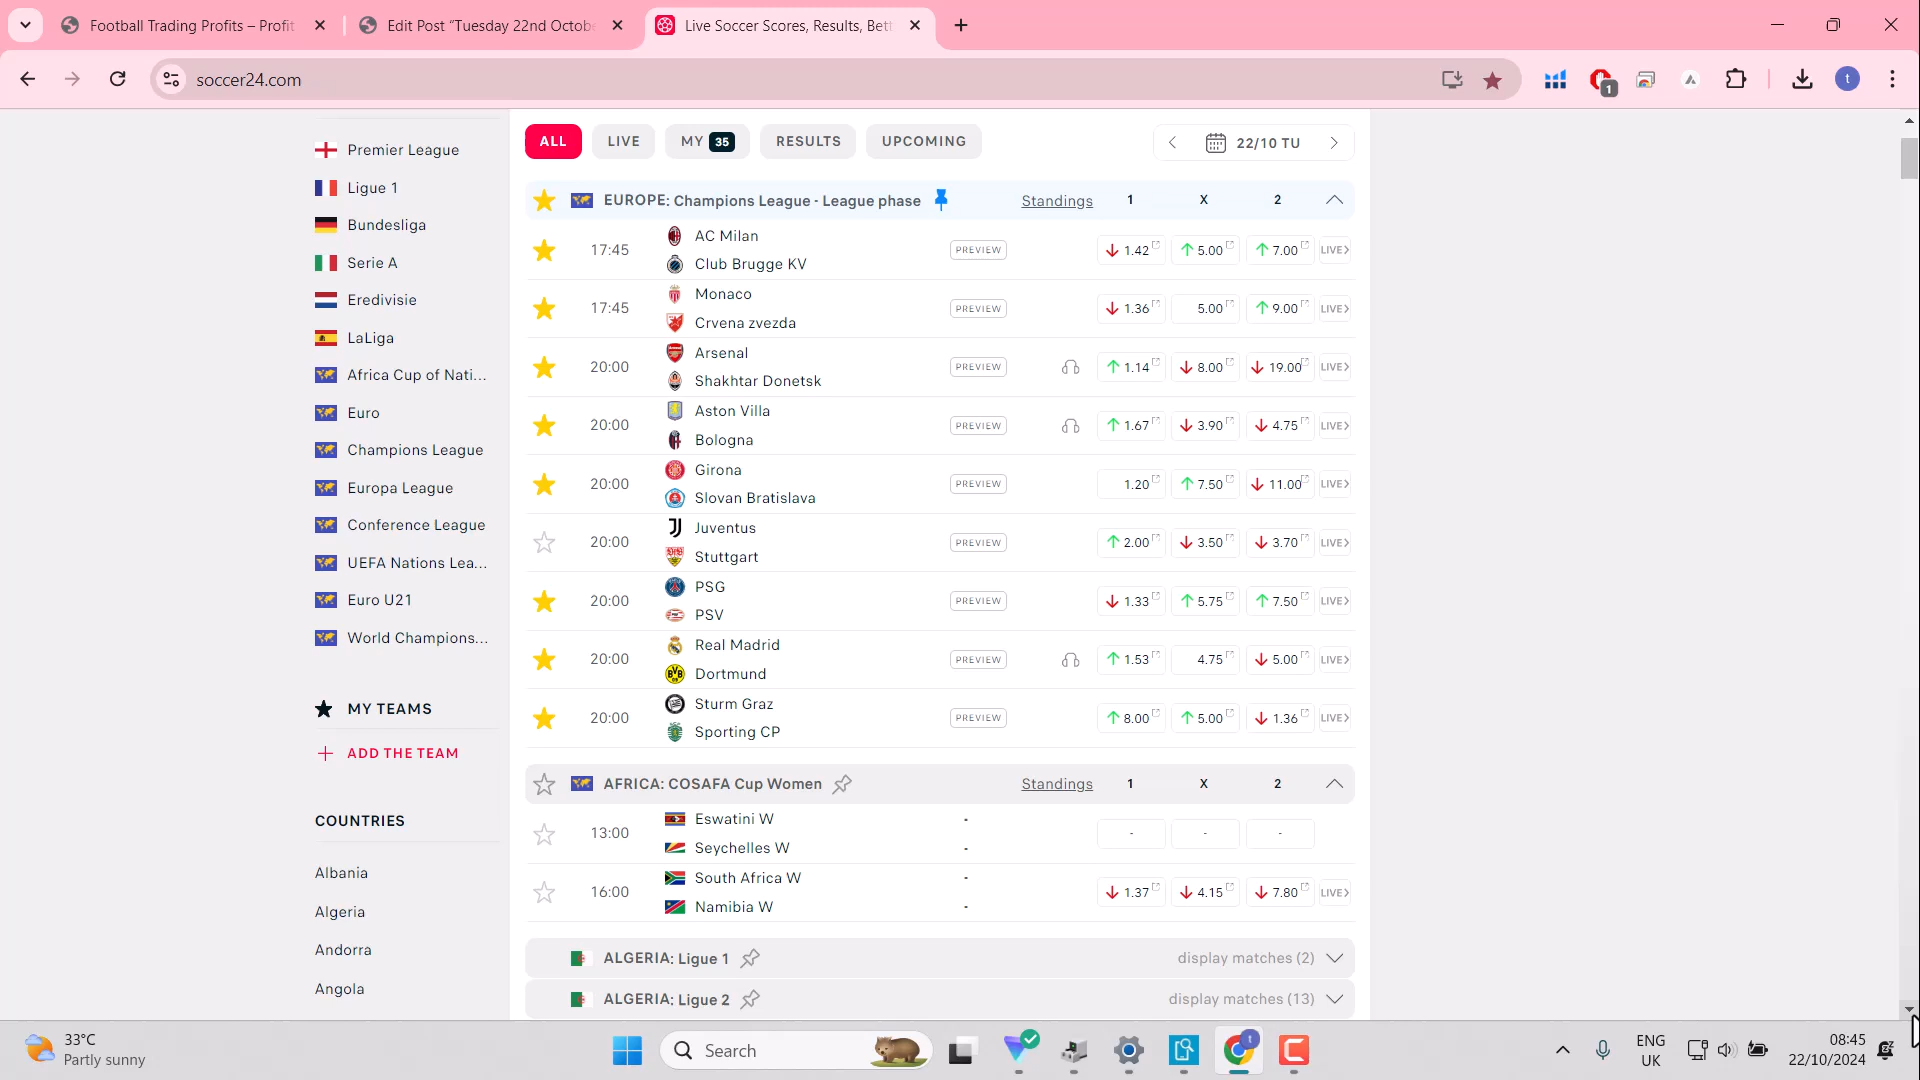 Football Trading Profits – Profit
Edit Post "Tuesday 22nd Octobe
Live Soccer Scores, Results, Bett
soccer24.com
1
t
Premier League
Ligue 1
Bundesliga
Serie A
Eredivisie
LaLiga
Africa Cup of Nati...
Euro
Champions League
Europa League
Conference League
UEFA Nations Lea...
Euro U21
World Champions...
MY TEAMS
ADD THE TEAM
COUNTRIES
Albania
Algeria
Andorra
Angola
ALL LIVE MY 35 RESULTS UPCOMING 22/10 TU
EUROPE: Champions League - League phase Standings 1 X 2
17:45 AC Milan PREVIEW 1.42 5.00 7.00 LIVE>
Club Brugge KV
17:45 Monaco PREVIEW 1.36 5.00 9.00 LIVE>
Crvena zvezda
20:00 Arsenal PREVIEW 1.14 8.00 19.00 LIVE>
Shakhtar Donetsk
20:00 Aston Villa PREVIEW 1.67 3.90 4.75 LIVE>
Bologna
20:00 Girona PREVIEW 1.20 7.50 11.00 LIVE>
Slovan Bratislava
20:00 Juventus PREVIEW 2.00 3.50 3.70 LIVE>
Stuttgart
20:00 PSG PREVIEW 1.33 5.75 7.50 LIVE>
PSV
20:00 Real Madrid PREVIEW 1.53 4.75 5.00 LIVE>
Dortmund
20:00 Sturm Graz PREVIEW 8.00 5.00 1.36 LIVE>
Sporting CP
AFRICA: COSAFA Cup Women Standings 1 X 2
13:00 Eswatini W - - - -
Seychelles W -
16:00 South Africa W - 1.37 4.15 7.80 LIVE>
Namibia W -
ALGERIA: Ligue 1 display matches (2)
ALGERIA: Ligue 2 display matches (13)
33°C
Partly sunny
Search
t
ENG
UK
08:45
22/10/2024